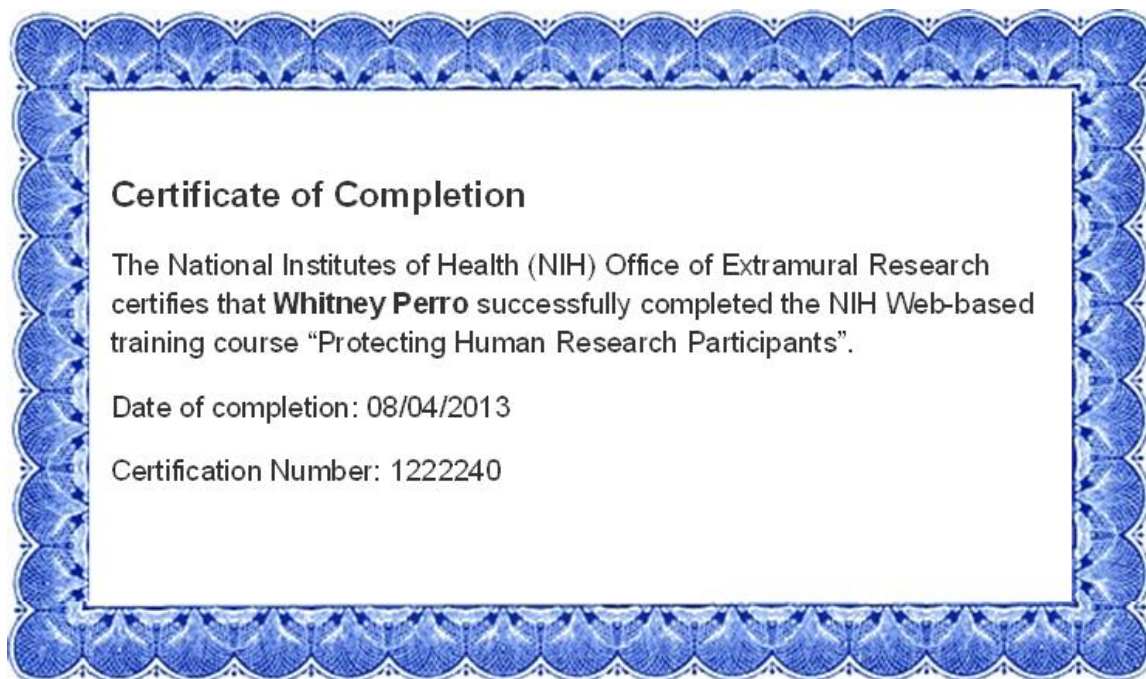 Certificate of Completion
The National Institutes of Health (NIH) Office of Extramural Research
certifies that Whitney Perro successfully completed the NIH Web-based
training course “Protecting Human Research Participants”.
Date of completion: 08/04/2013
Certification Number: 1222240